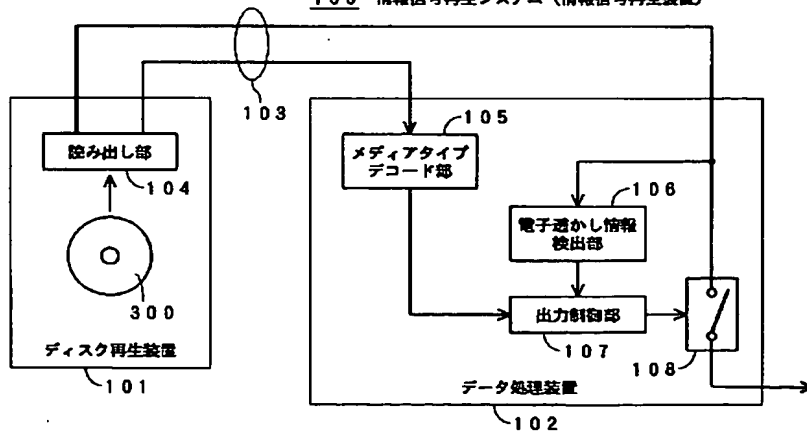 100 情報信号再生システム（情報信号再生装置）
103
105
メディアタイプ
デコード部
読み出し部
104
106
電子透かし情報
検出部
300
出力制御部
107
108
ディスク再生装置
101
データ処理装置
102